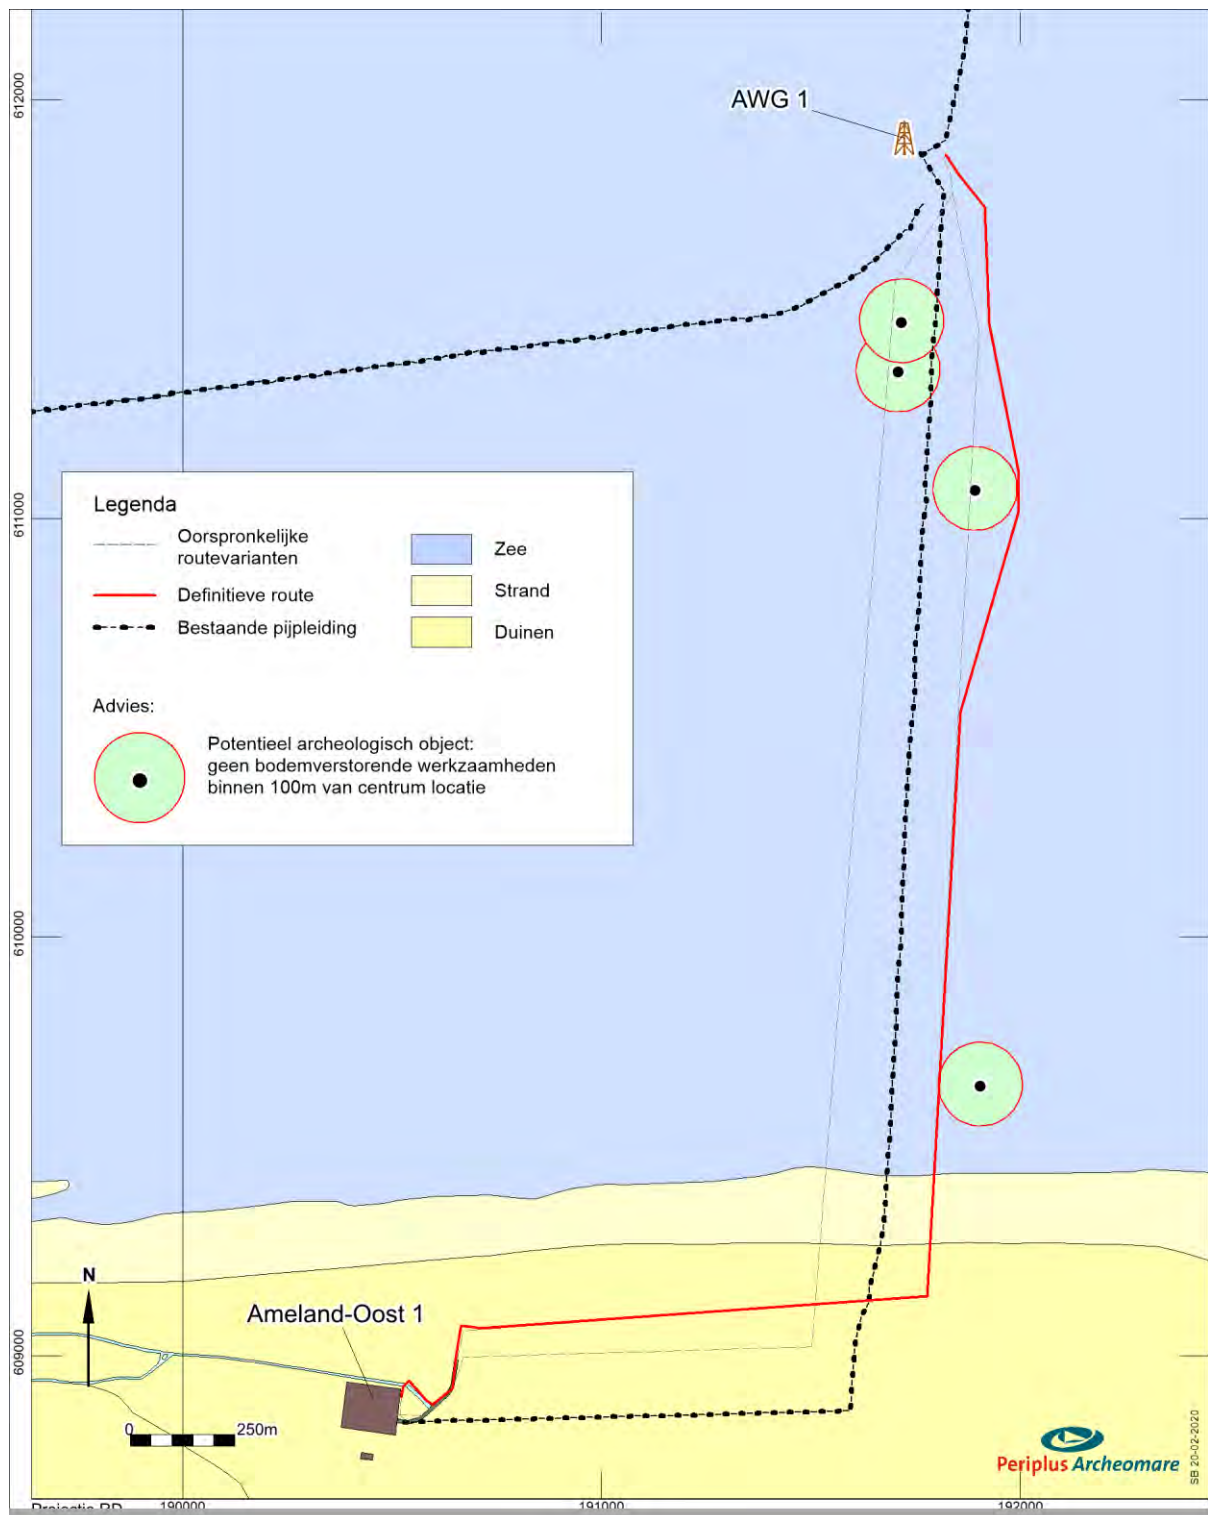 612000
AWG 1
611000
Legenda
Oorspronkelijke
routevarianten
Definitieve route
Bestaande pijpleiding
Zee
Strand
Duinen
Advies:
Potentieel archeologisch object:
geen bodemverstorende werkzaamheden
binnen 100m van centrum locatie
610000
N
Ameland-Oost 1
609000
0 250m
Periplus Archeomare
SB 20-02-2020
Projectie RD
190000 191000 192000